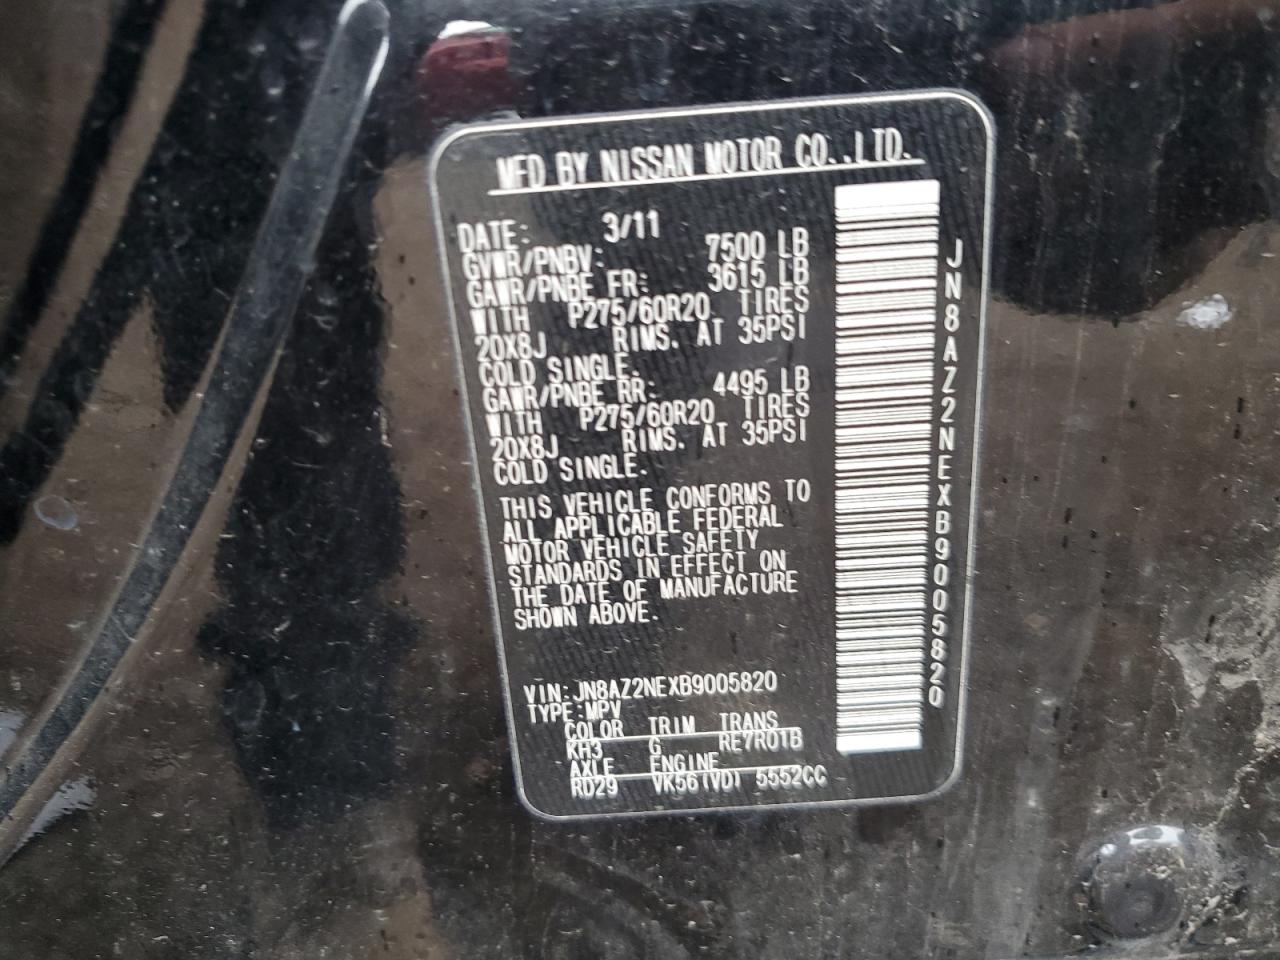 MFD BY NISSAN MOTOR CO.,LTD.
DATE: 3/11
GVWR/PNBV: 7500 LB
GAWR/PNBE FR: 3615 LB
WITH P275/60R20 TIRES
20X8J RIMS. AT 35PSI
COLD SINGLE.
GAWR/PNBE RR: 4495 LB
WITH P275/60R20 TIRES
20X8J RIMS. AT 35PSI
COLD SINGLE.
THIS VEHICLE CONFORMS TO
ALL APPLICABLE FEDERAL
MOTOR VEHICLE SAFETY
STANDARDS IN EFFECT ON
THE DATE OF MANUFACTURE
SHOWN ABOVE.
VIN:JN8AZ2NEXB9005820
TYPE:MPV
COLOR TRIM TRANS
KH3 G RE7R01B
AXLE ENGINE
RD29 VK56(VD) 5552CC
JN8AZ2NEXB9005820